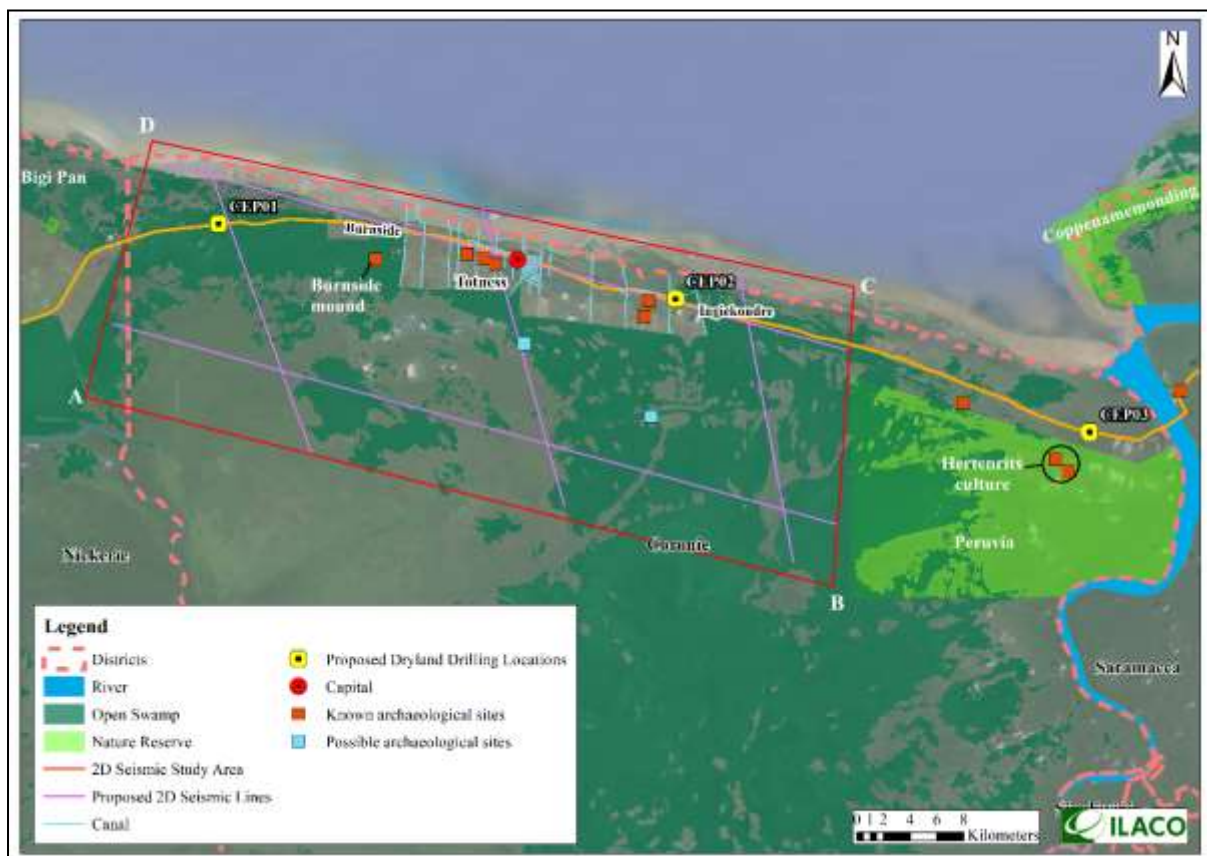 N
D
Bigi Pan
CEP01
Coppenamemonding
Burnside
Burnside
mound
Totness
CEP02
Ingiekondre
C
A
CEP03
Hertenrits
culture
Peruvia
Coronie
Nickerie
B
Saramacca
Legend
Districts
River
Open Swamp
Nature Reserve
2D Seismic Study Area
Proposed 2D Seismic Lines
Canal
Proposed Dryland Drilling Locations
Capital
Known archaeological sites
Possible archaeological sites
0 1 2 4 6 8
Kilometers
ILACO